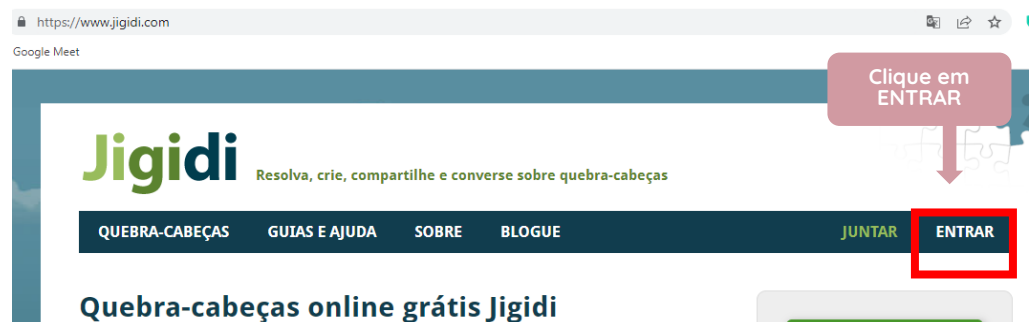 https://www.jigidi.com
Google Meet
Clique em
ENTRAR
Jigidi
Resolva, crie, compartilhe e converse sobre quebra-cabeças
QUEBRA-CABEÇAS GUIAS E AJUDA SOBRE BLOGUE JUNTAR ENTRAR
Quebra-cabeças online grátis Jigidi